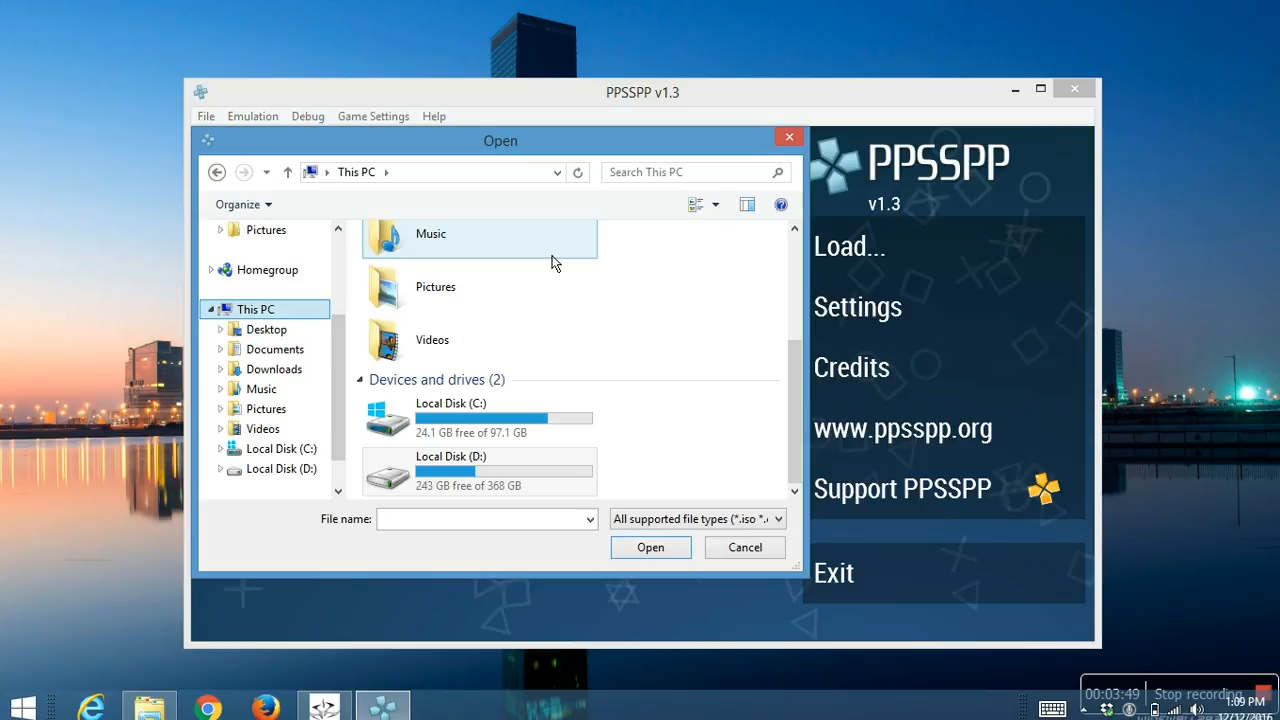 PPSSPP v1.3
File Emulation Debug Game Settings Help
Open
This PC
Search This PC
Organize
Pictures
Homegroup
This PC
Desktop
Documents
Downloads
Music
Pictures
Videos
Local Disk (C:)
Local Disk (D:)
Music
Pictures
Videos
Devices and drives (2)
Local Disk (C:)
24.1 GB free of 97.1 GB
Local Disk (D:)
243 GB free of 368 GB
File name:
All supported file types (*.iso *.
Open Cancel
PPSSPP
v1.3
Load...
Settings
Credits
www.ppsspp.org
Support PPSSPP
Exit
00:03:49 Stop recording
1:09 PM